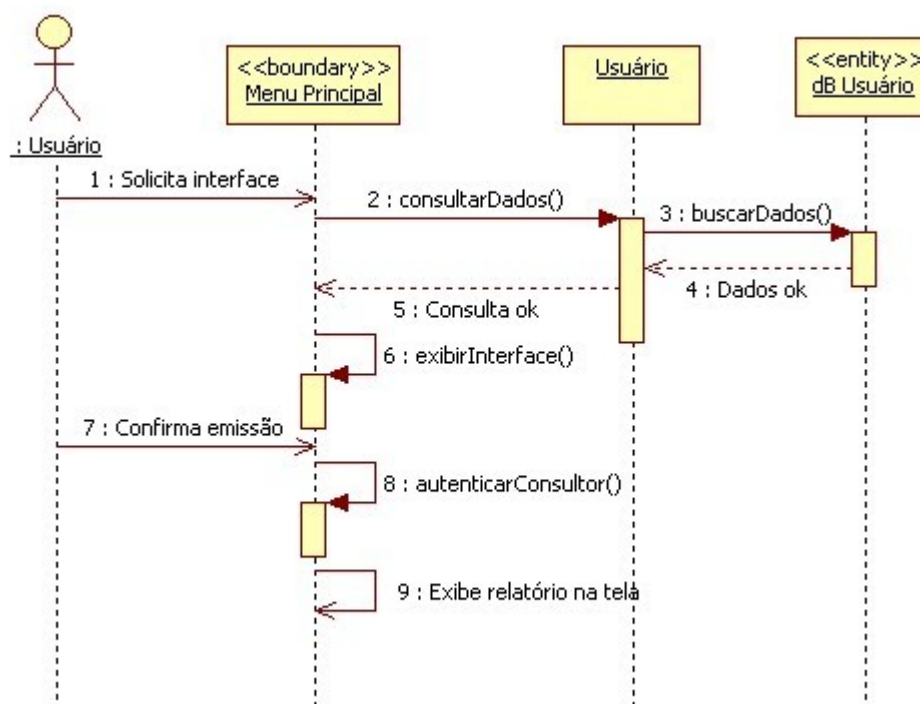 <<boundary>>
Menu Principal
Usuário
<<entity>>
dB Usuário
: Usuário
1 : Solicita interface
2 : consultarDados()
3 : buscarDados()
4 : Dados ok
5 : Consulta ok
6 : exibirInterface()
7 : Confirma emissão
8 : autenticarConsultor()
9 : Exibe relatório na tela